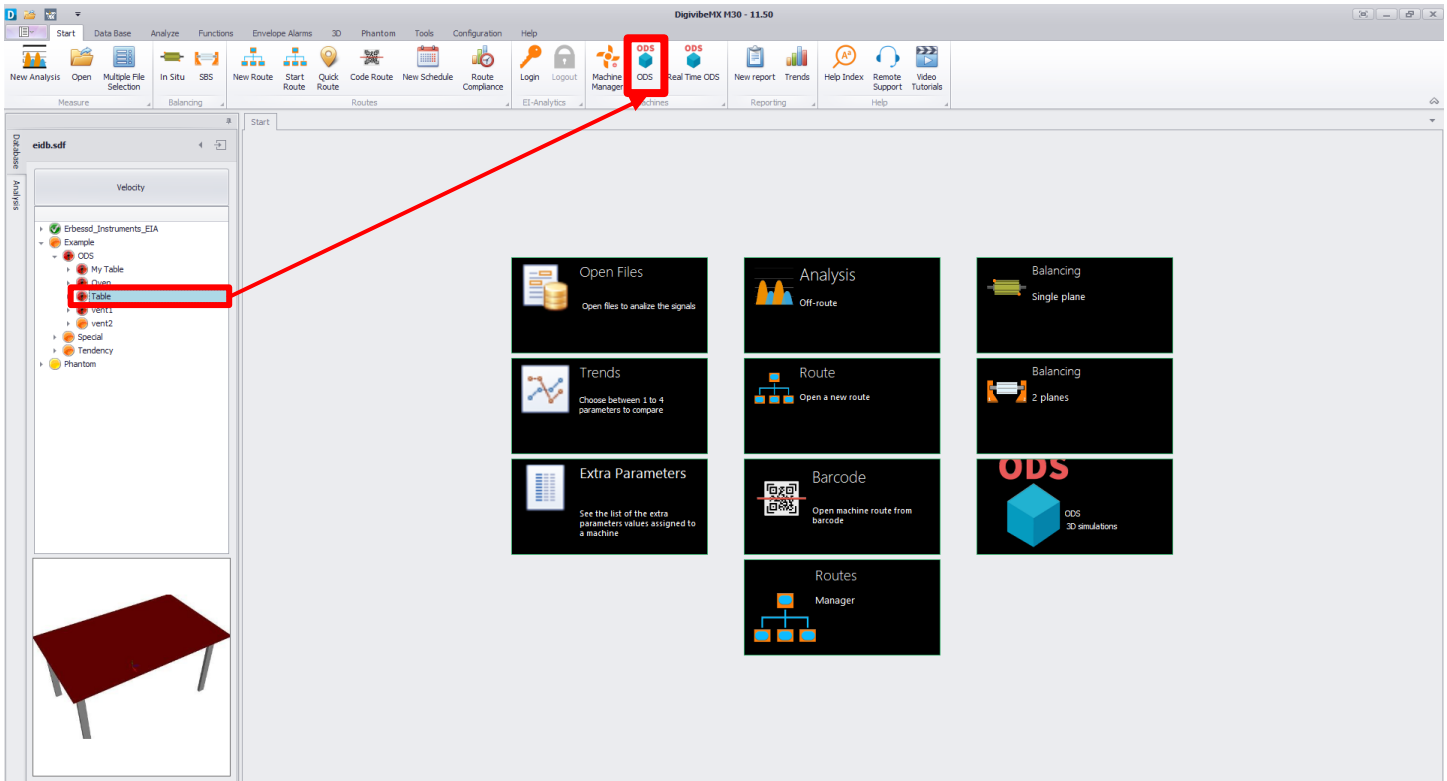 D
DigivibeMX M30 - 11.50
Start Data Base Analyze Functions Envelope Alarms 3D Phantom Tools Configuration Help
New Analysis
Open
Multiple File
Selection
In Situ
SBS
New Route
Start
Route
Quick
Route
Code Route
New Schedule
Route
Compliance
Login
Logout
Machine
Manager
ODS
ODS
ODS
Real Time ODS
New report
Trends
Help Index
Remote
Support
Video
Tutorials
Measure
Balancing
Routes
EI-Analytics
Reporting
Help
Start
Database
Analysis
eidb.sdf
Velocity
Erbessd_Instruments_EIA
Example
ODS
My Table
Oven
Table
vent1
vent2
Special
Tendency
Phantom
Open Files
Open files to analize the signals
Analysis
Off-route
Balancing
Single plane
Trends
Choose between 1 to 4
parameters to compare
Route
Open a new route
Balancing
2 planes
Extra Parameters
See the list of the extra
parameters values assigned to
a machine
Barcode
Open machine route from
barcode
ODS
ODS
3D simulations
Routes
Manager